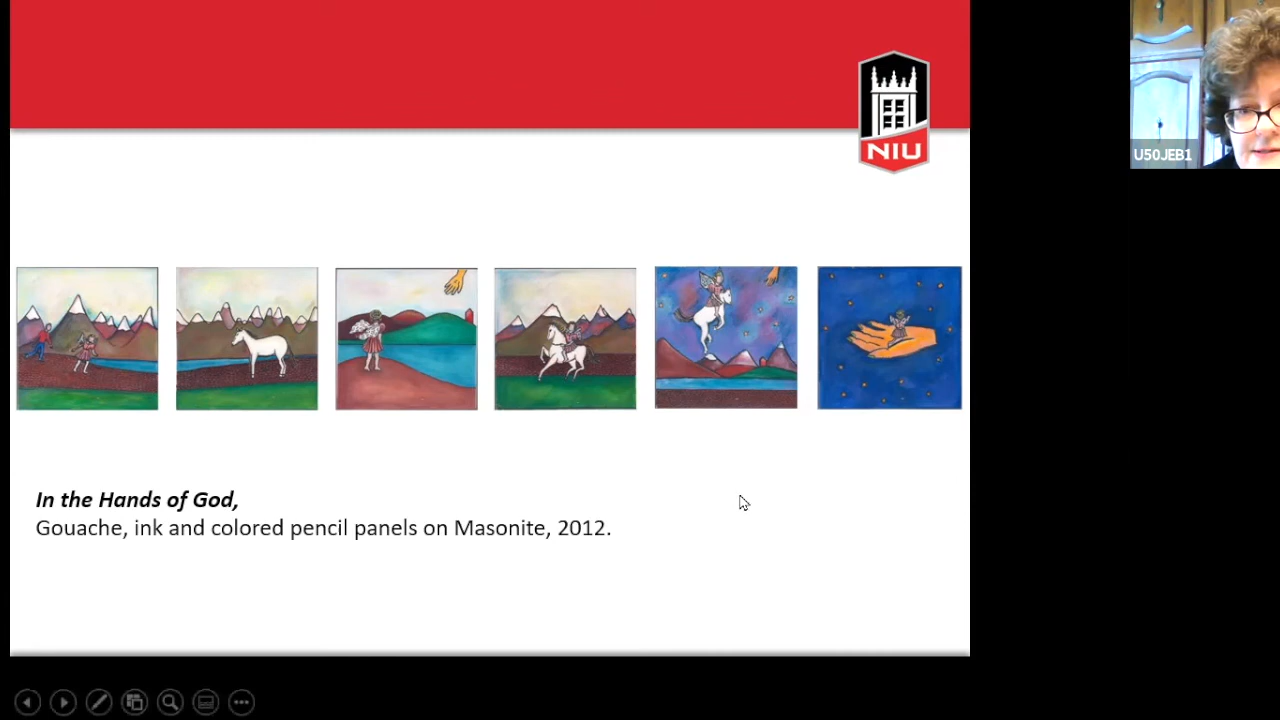 NIU
U50JEB1
In the Hands of God,
Gouache, ink and colored pencil panels on Masonite, 2012.